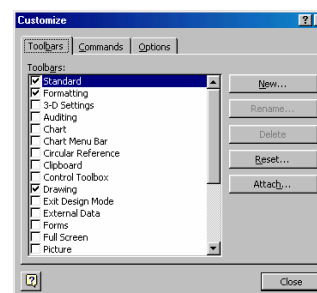 Customize
Toolbars Commands Options
Toolbars:
Standard
Formatting
3-D Settings
Auditing
Chart
Chart Menu Bar
Circular Reference
Clipboard
Control Toolbox
Drawing
Exit Design Mode
External Data
Forms
Full Screen
Picture
New...
Rename...
Delete
Reset...
Attach...
Close